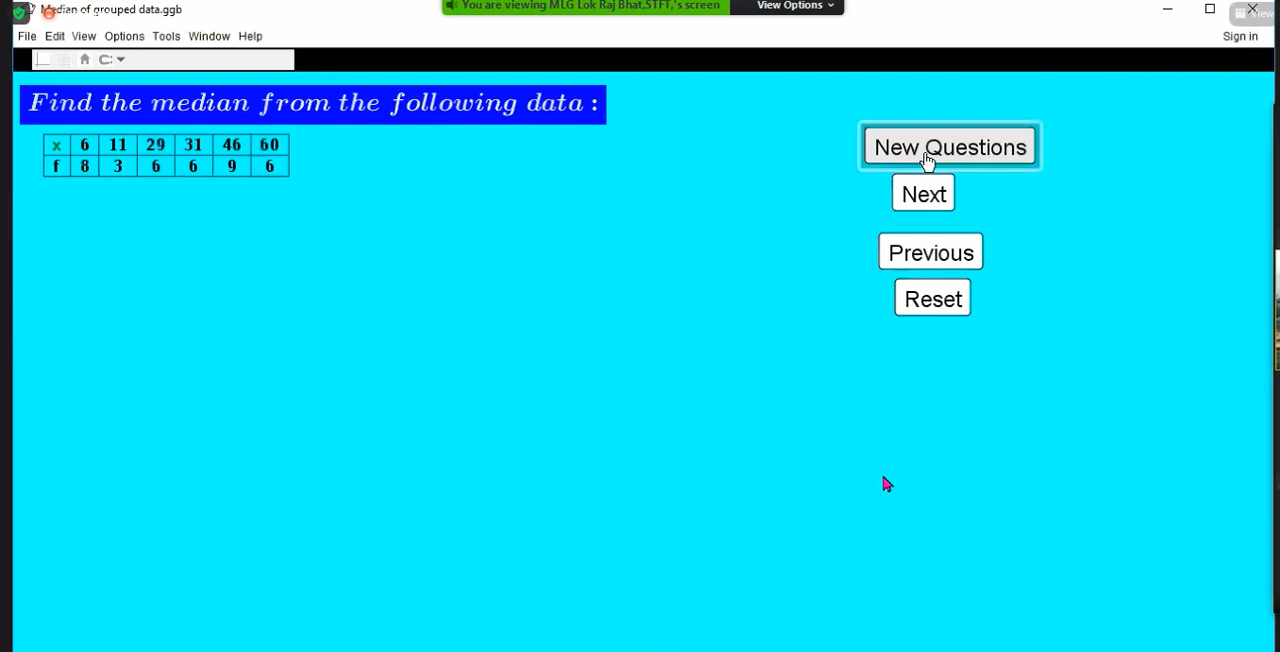 Median of grouped data.ggb
You are viewing MLG Lok Raj Bhat,STFT,'s screen
View Options
View
File Edit View Options Tools Window Help
Sign in
Find the median from the following data :
x 6 11 29 31 46 60
f 8 3 6 6 9 6
New Questions
Next
Previous
Reset